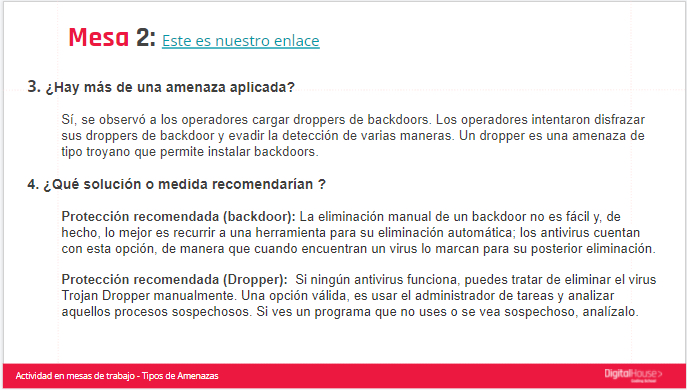 Mesa 2: Este es nuestro enlace
3. ¿Hay más de una amenaza aplicada?
Sí, se observó a los operadores cargar droppers de backdoors. Los operadores intentaron disfrazar
sus droppers de backdoor y evadir la detección de varias maneras. Un dropper es una amenaza de
tipo troyano que permite instalar backdoors.
4. ¿Qué solución o medida recomendarían ?
Protección recomendada (backdoor): La eliminación manual de un backdoor no es fácil y, de
hecho, lo mejor es recurrir a una herramienta para su eliminación automática; los antivirus cuentan
con esta opción, de manera que cuando encuentran un virus lo marcan para su posterior eliminación.
Protección recomendada (Dropper): Si ningún antivirus funciona, puedes tratar de eliminar el virus
Trojan Dropper manualmente. Una opción válida, es usar el administrador de tareas y analizar
aquellos procesos sospechosos. Si ves un programa que no uses o se vea sospechoso, analízalo.
Actividad en mesas de trabajo - Tipos de Amenazas
DigitalHouse>
Coding School